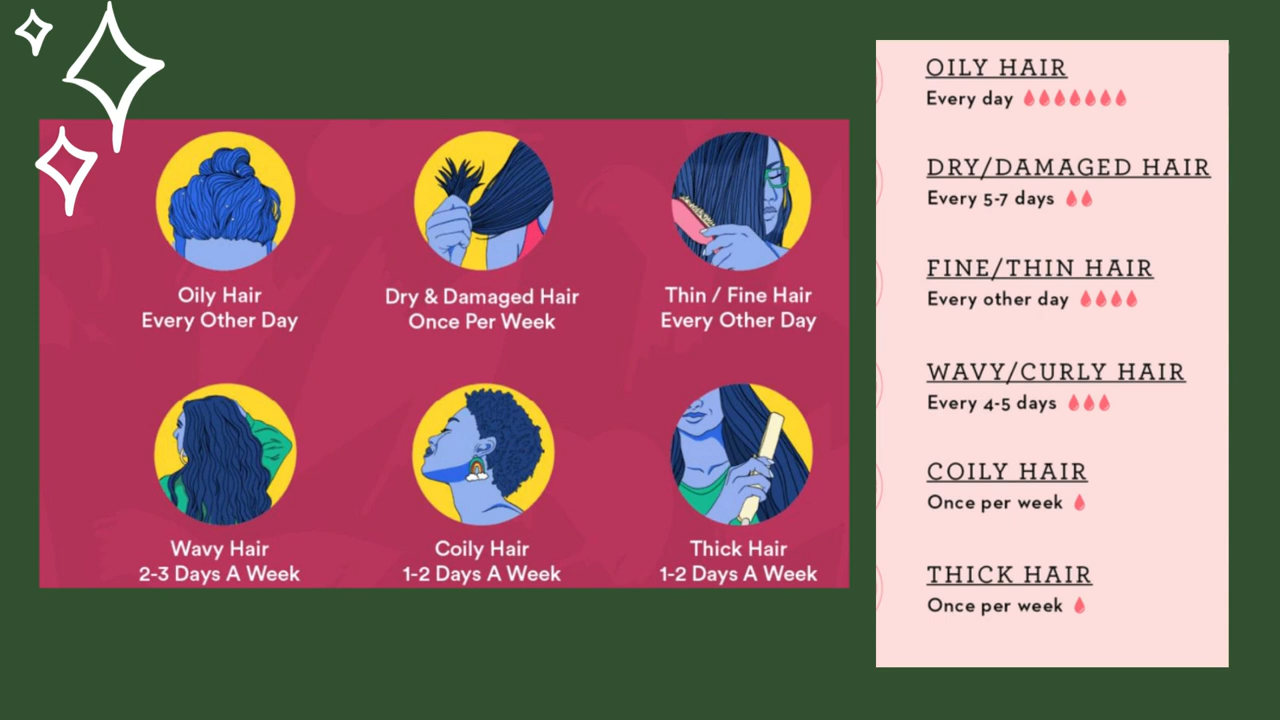 Oily Hair
Every Other Day
Dry & Damaged Hair
Once Per Week
Thin / Fine Hair
Every Other Day
Wavy Hair
2-3 Days A Week
Coily Hair
1-2 Days A Week
Thick Hair
1-2 Days A Week
OILY HAIR
Every day
DRY/DAMAGED HAIR
Every 5-7 days
FINE/THIN HAIR
Every other day
WAVY/CURLY HAIR
Every 4-5 days
COILY HAIR
Once per week
THICK HAIR
Once per week